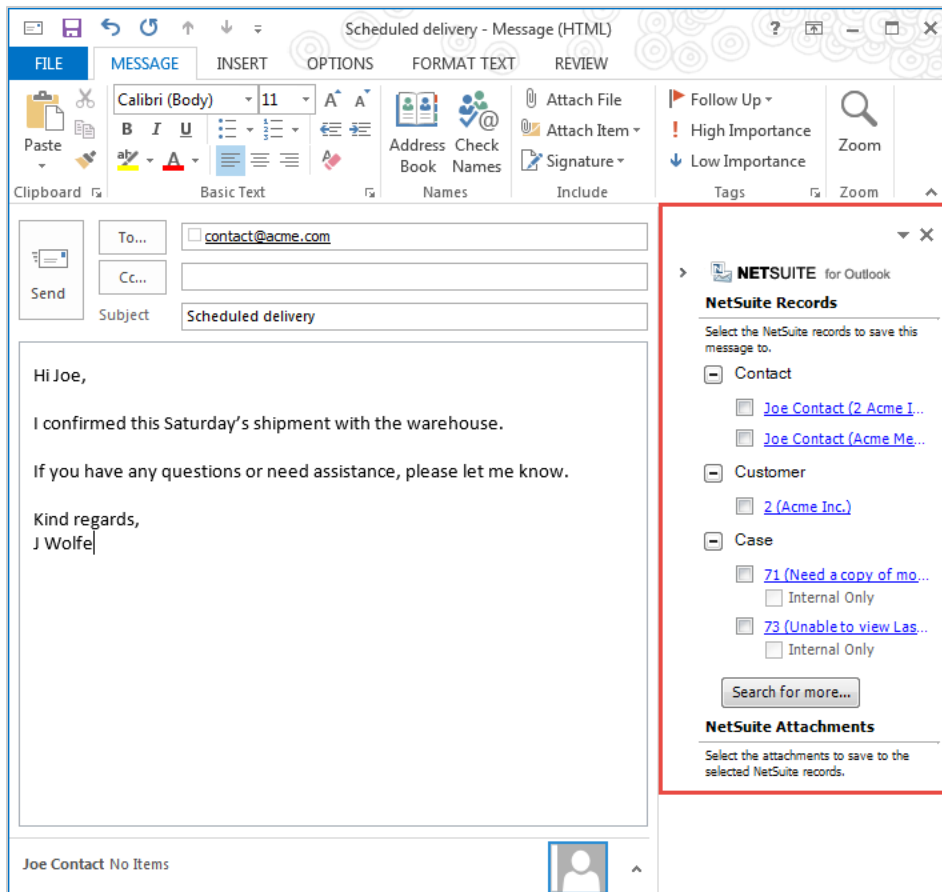 Scheduled delivery - Message (HTML)
?
FILE
MESSAGE
INSERT
OPTIONS
FORMAT TEXT
REVIEW
Paste
Clipboard
Calibri (Body)
11
A A
B I U
aby A
Basic Text
Address Book
Check Names
Names
Attach File
Attach Item
Signature
Include
Follow Up
High Importance
Low Importance
Tags
Zoom
Zoom
Send
To...
contact@acme.com
Cc...
Subject
Scheduled delivery
Hi Joe,
I confirmed this Saturday’s shipment with the warehouse.
If you have any questions or need assistance, please let me know.
Kind regards,
J Wolfe
Joe Contact No Items
NETSUITE for Outlook
NetSuite Records
Select the NetSuite records to save this
message to.
Contact
Joe Contact (2 Acme I...
Joe Contact (Acme Me...
Customer
2 (Acme Inc.)
Case
71 (Need a copy of mo...
Internal Only
73 (Unable to view Las...
Internal Only
Search for more...
NetSuite Attachments
Select the attachments to save to the
selected NetSuite records.